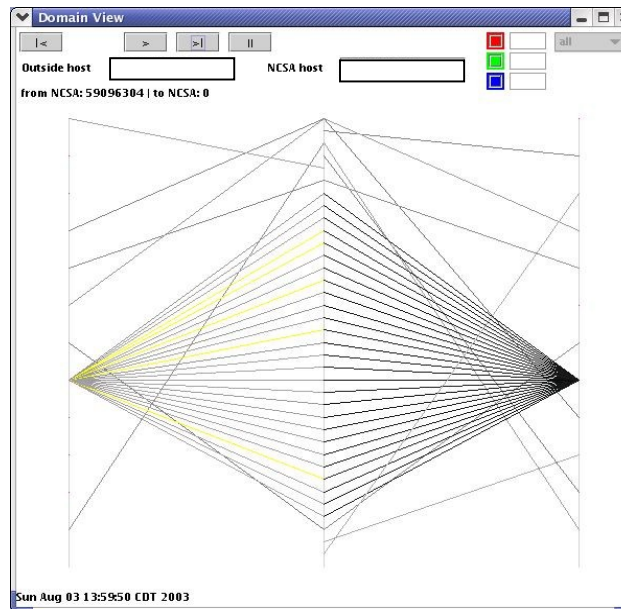 Domain View
|< > >| ||
all
Outside host
NCSA host
from NCSA: 59096304 | to NCSA: 0
Sun Aug 03 13:59:50 CDT 2003